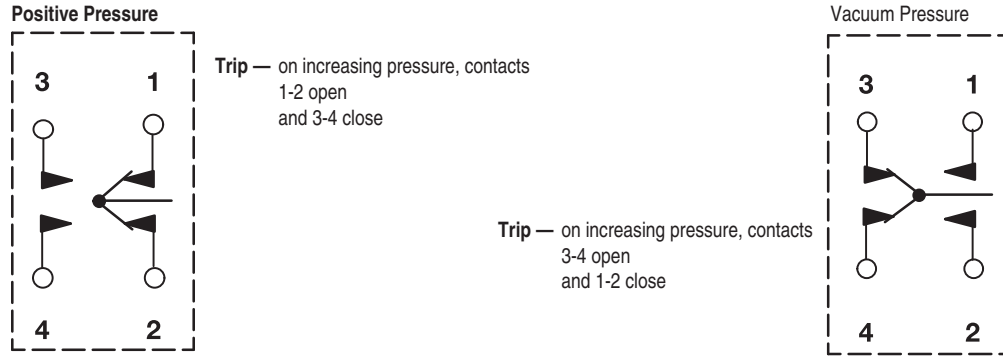 Positive Pressure
3 1
Trip — on increasing pressure, contacts
1-2 open
and 3-4 close
4 2
Vacuum Pressure
3 1
Trip — on increasing pressure, contacts
3-4 open
and 1-2 close
4 2